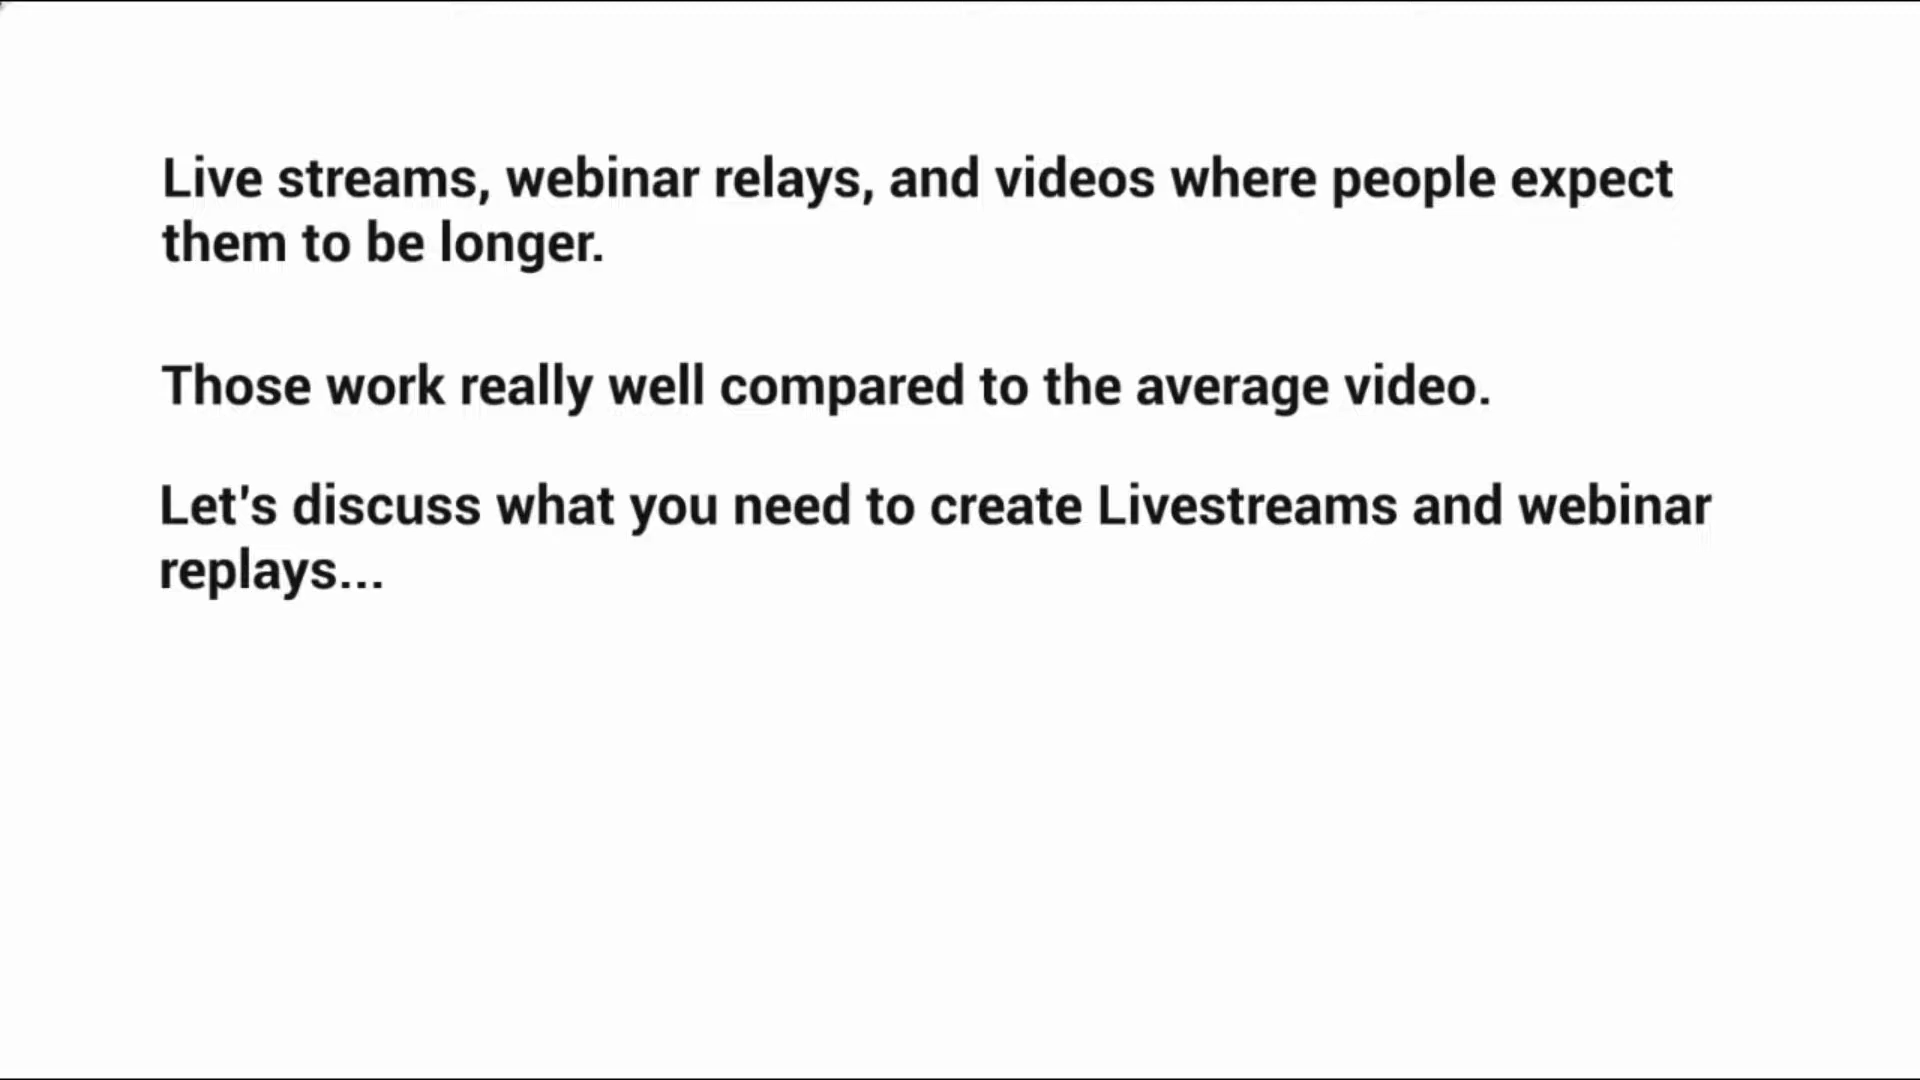 Live streams, webinar relays, and videos where people expect
them to be longer.
Those work really well compared to the average video.
Let's discuss what you need to create Livestreams and webinar
replays...